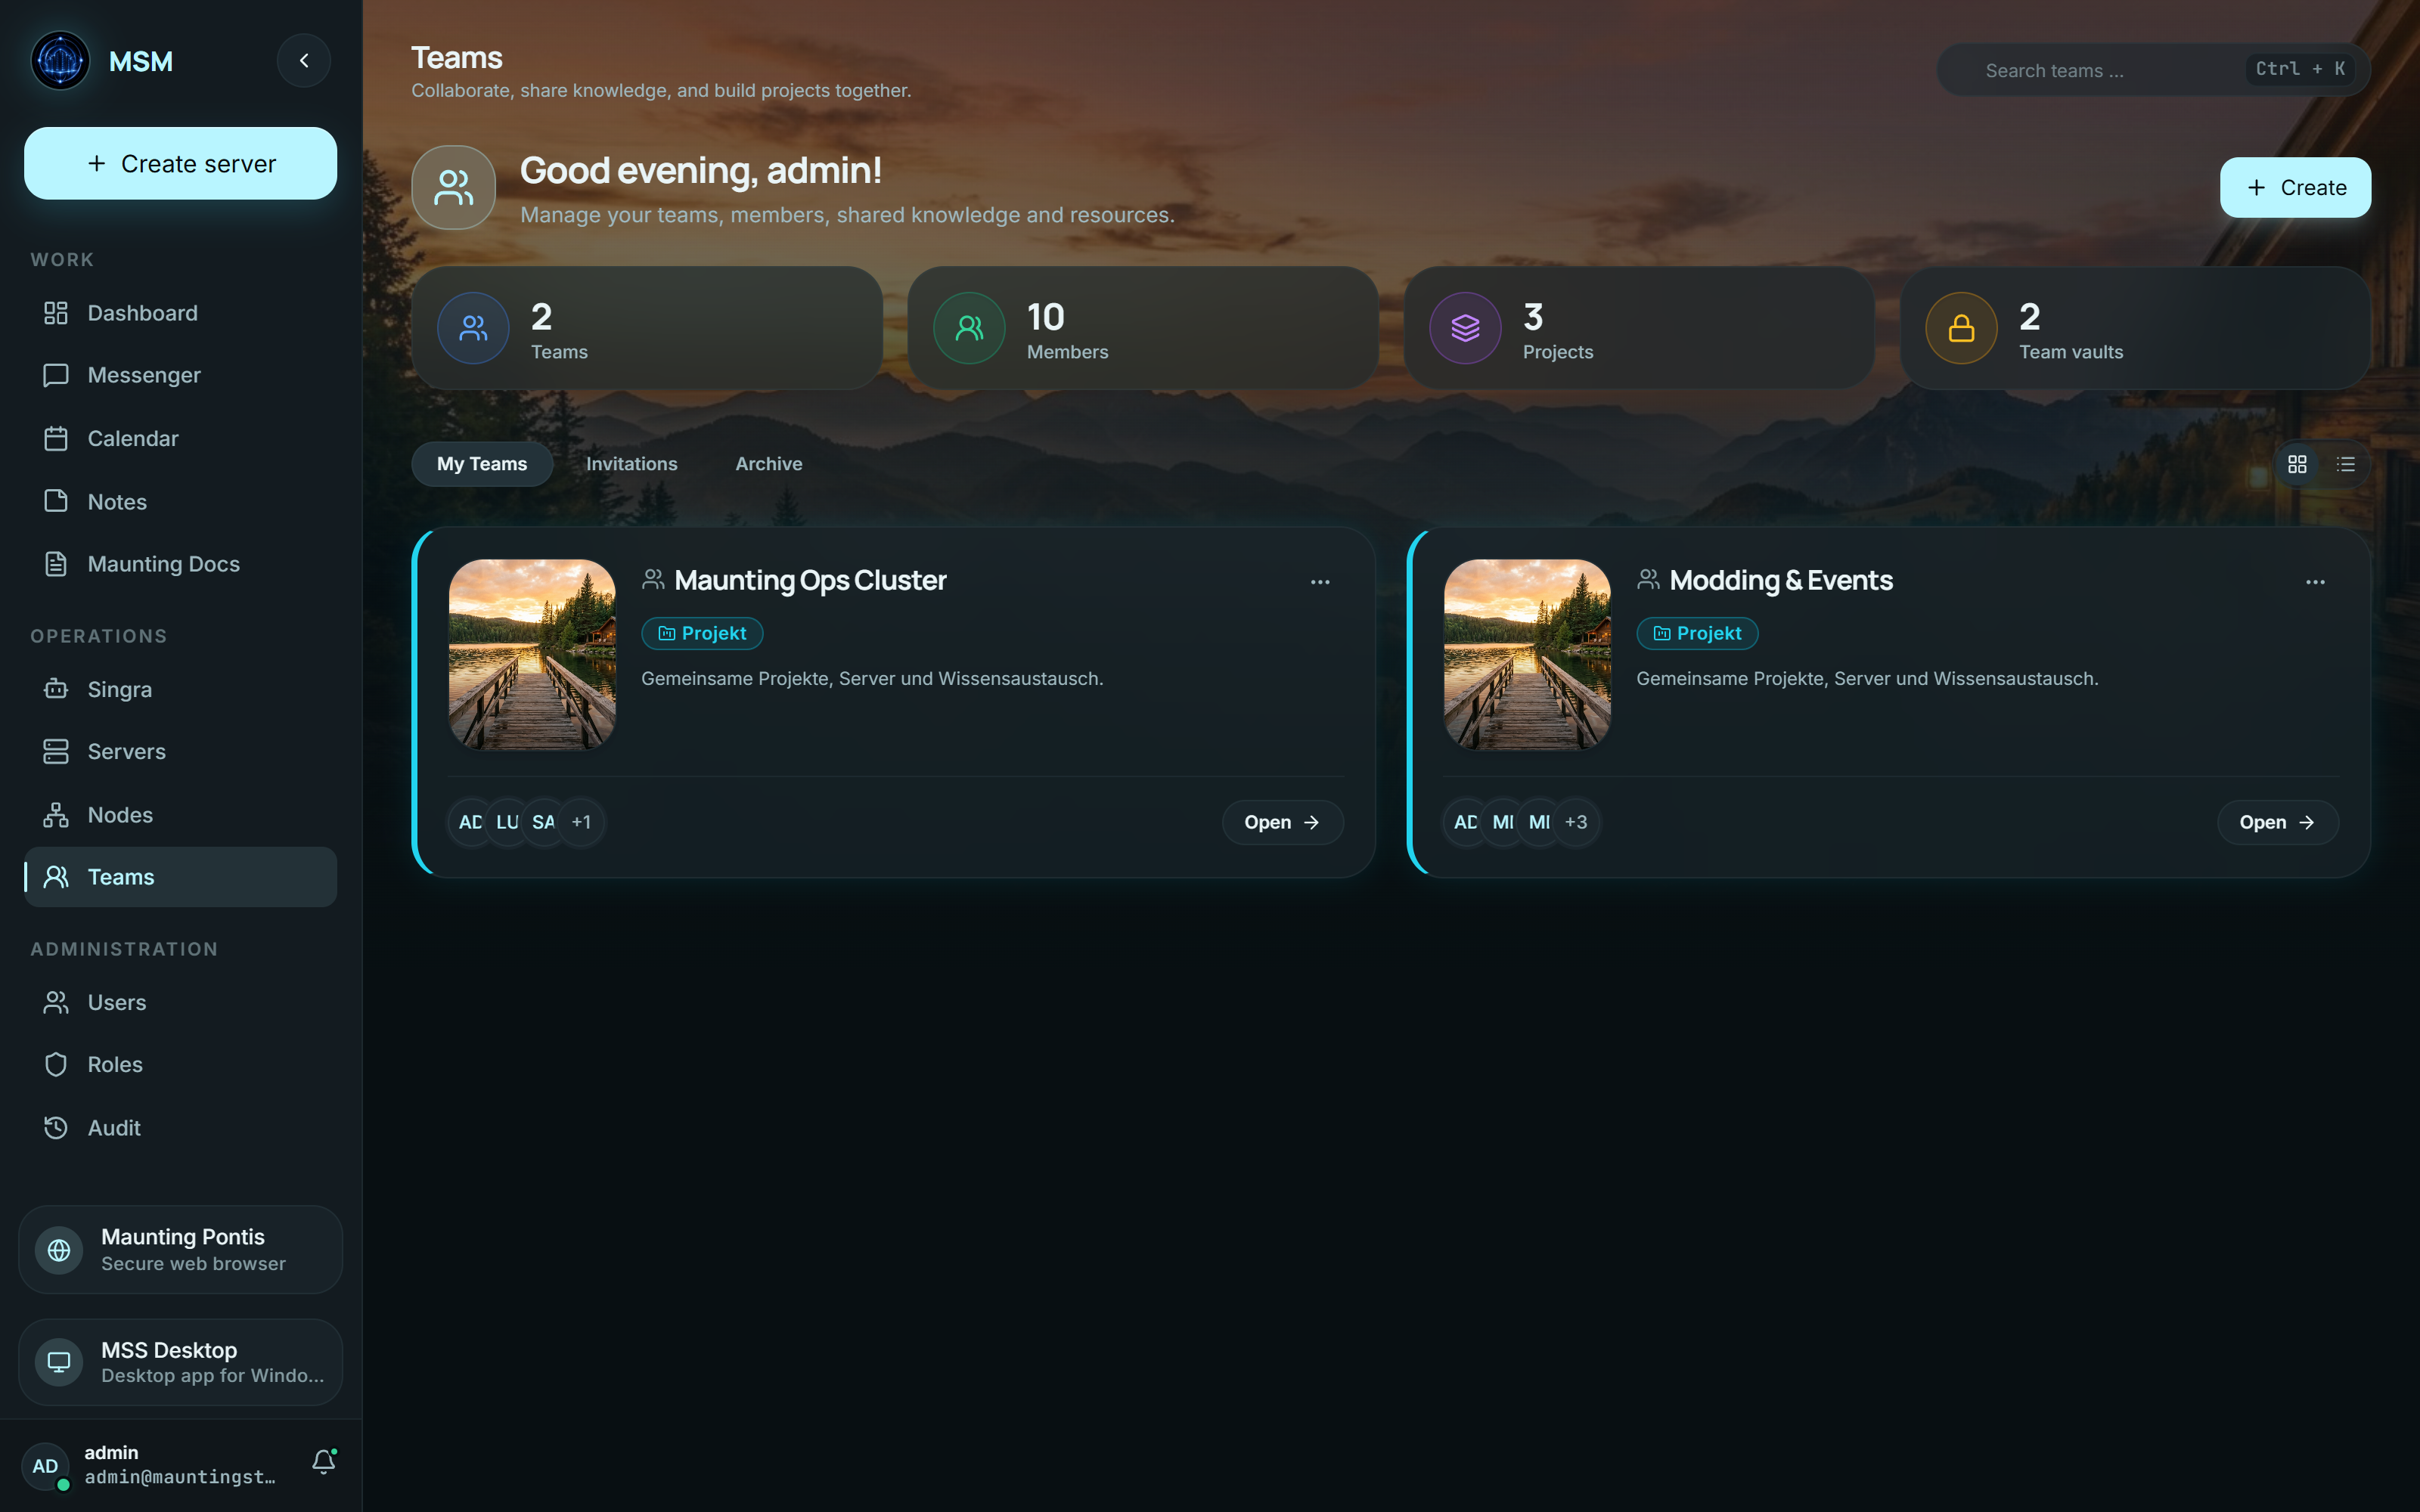 MSM
Create server
WORK
Dashboard
Messenger
Calendar
Notes
Maunting Docs
OPERATIONS
Singra
Servers
Nodes
Teams
ADMINISTRATION
Users
Roles
Audit
Maunting Pontis
Secure web browser
MSS Desktop
Desktop app for Windo...
AD
admin
admin@mauntingst...
Teams
Collaborate, share knowledge, and build projects together.
Search teams ...
Ctrl + K
Good evening, admin!
Manage your teams, members, shared knowledge and resources.
Create
2
Teams
10
Members
3
Projects
2
Team vaults
My Teams
Invitations
Archive
Maunting Ops Cluster
Projekt
Gemeinsame Projekte, Server und Wissensaustausch.
AD LU SA +1
Open
Modding & Events
Projekt
Gemeinsame Projekte, Server und Wissensaustausch.
AD MI MI +3
Open